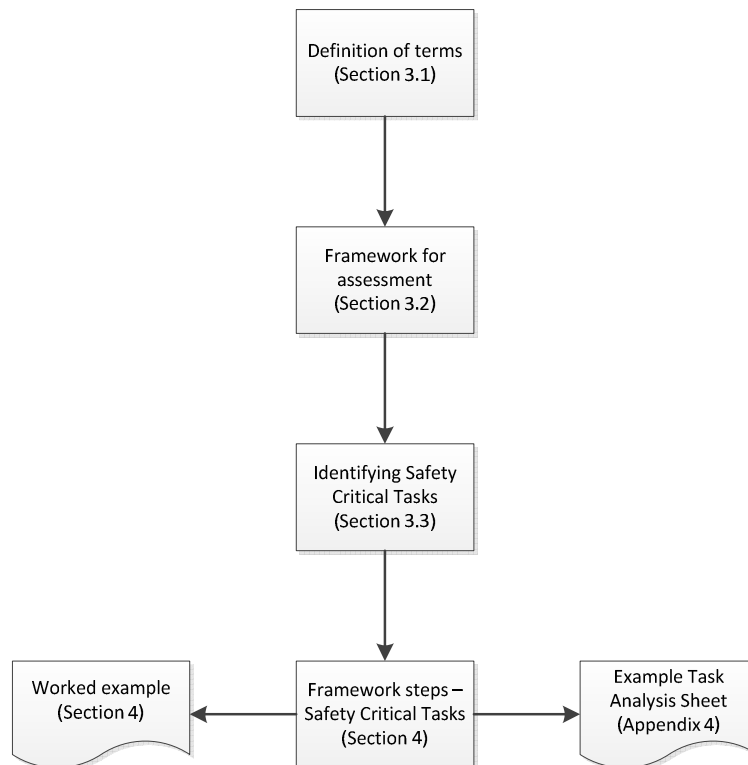 Definition of terms
(Section 3.1)
Framework for
assessment
(Section 3.2)
Identifying Safety
Critical Tasks
(Section 3.3)
Worked example
(Section 4)
Framework steps –
Safety Critical Tasks
(Section 4)
Example Task
Analysis Sheet
(Appendix 4)